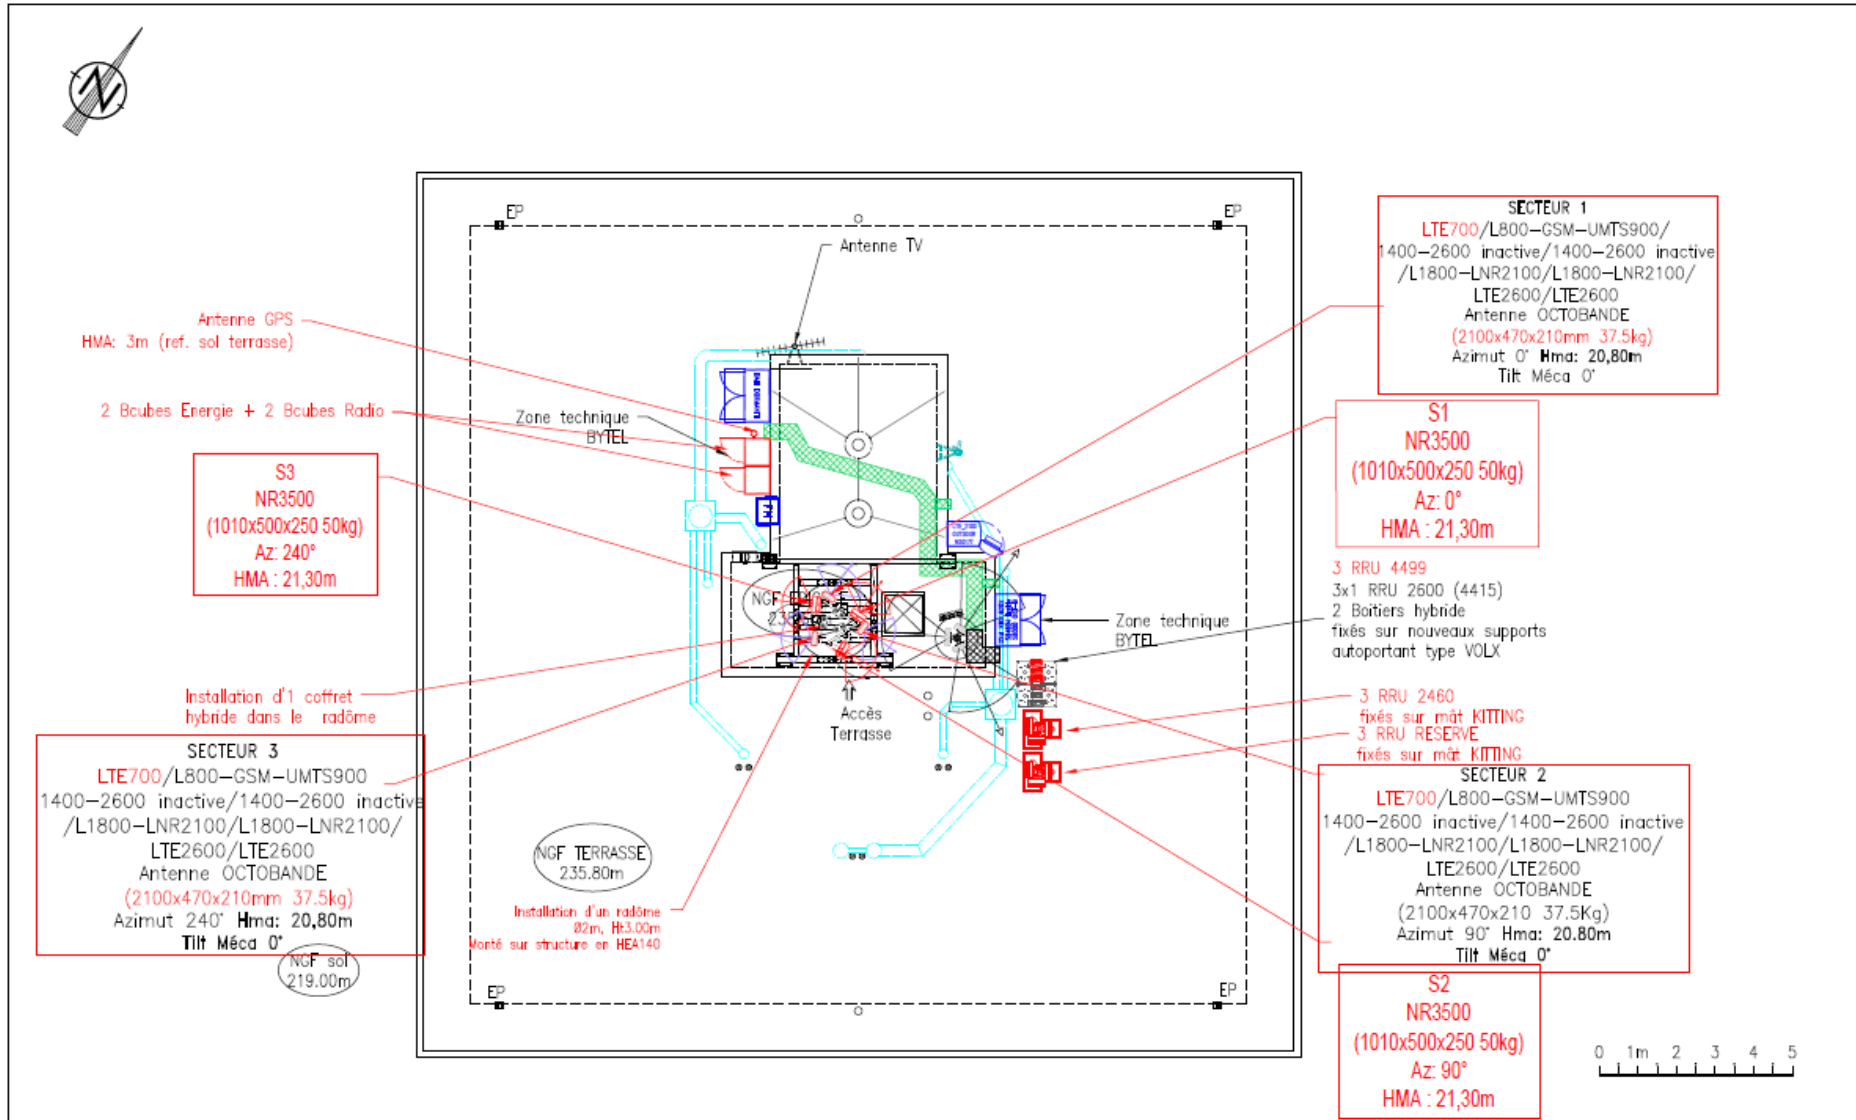 EP
EP
Antenne TV
SECTEUR 1
LTE700/L800-GSM-UMTS900/
1400-2600 inactive/1400-2600 inactive
/L1800-LNR2100/L1800-LNR2100/
LTE2600/LTE2600
Antenne OCTOBANDE
(2100x470x210mm 37.5kg)
Azimut 0° Hma: 20,80m
Tilt Méca 0°
Antenne GPS
HMA: 3m (ref. sol terrasse)
2 Bcubes Energie + 2 Bcubes Radio
Zone technique
BYTEL
S1
NR3500
(1010x500x250 50kg)
Az: 0°
HMA : 21,30m
S3
NR3500
(1010x500x250 50kg)
Az: 240°
HMA : 21,30m
3 RRU 4499
3x1 RRU 2600 (4415)
2 Boitiers hybride
fixés sur nouveaux supports
autoportant type VOLX
NGF
Zone technique
BYTEL
Installation d'1 coffret
hybride dans le radôme
Accès
Terrasse
3 RRU 2460
fixés sur mât KITTING
3 RRU RESERVE
fixés sur mât KITTING
SECTEUR 3
LTE700/L800-GSM-UMTS900
1400-2600 inactive/1400-2600 inactive
/L1800-LNR2100/L1800-LNR2100/
LTE2600/LTE2600
Antenne OCTOBANDE
(2100x470x210mm 37.5kg)
Azimut 240° Hma: 20,80m
Tilt Méca 0°
SECTEUR 2
LTE700/L800-GSM-UMTS900
1400-2600 inactive/1400-2600 inactive
/L1800-LNR2100/L1800-LNR2100/
LTE2600/LTE2600
Antenne OCTOBANDE
(2100x470x210 37.5Kg)
Azimut 90° Hma: 20.80m
Tilt Méca 0°
NGF TERRASSE
235.80m
Installation d'un radôme
Ø2m, Ht3.00m
Monté sur structure en HEA140
NGF sol
219.00m
EP
EP
S2
NR3500
(1010x500x250 50kg)
Az: 90°
HMA : 21,30m
0 1m 2 3 4 5